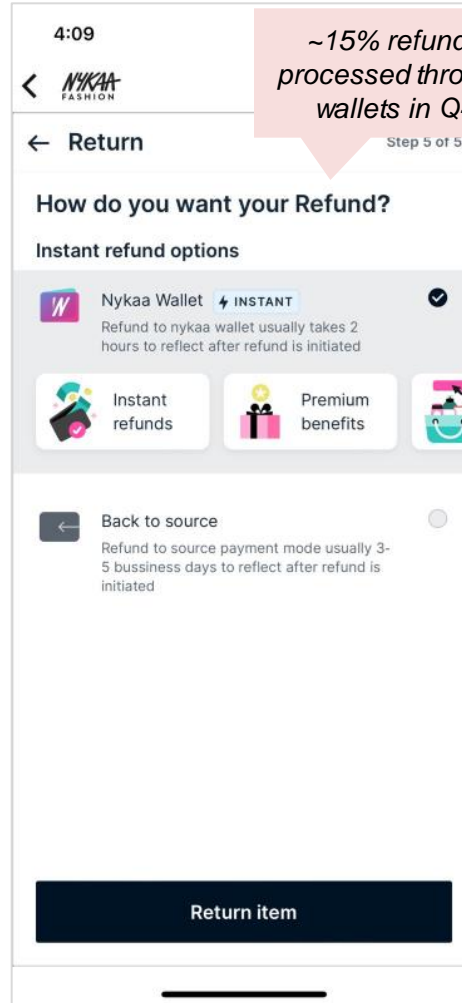 4:09
~15% refund
processed thro
wallets in Q
NYKAA
FASHION
← Return
Step 5 of 5
How do you want your Refund?
Instant refund options
Nykaa Wallet INSTANT
Refund to nykaa wallet usually takes 2
hours to reflect after refund is initiated
Instant
refunds
Premium
benefits
Back to source
Refund to source payment mode usually 3-
5 bussiness days to reflect after refund is
initiated
Return item